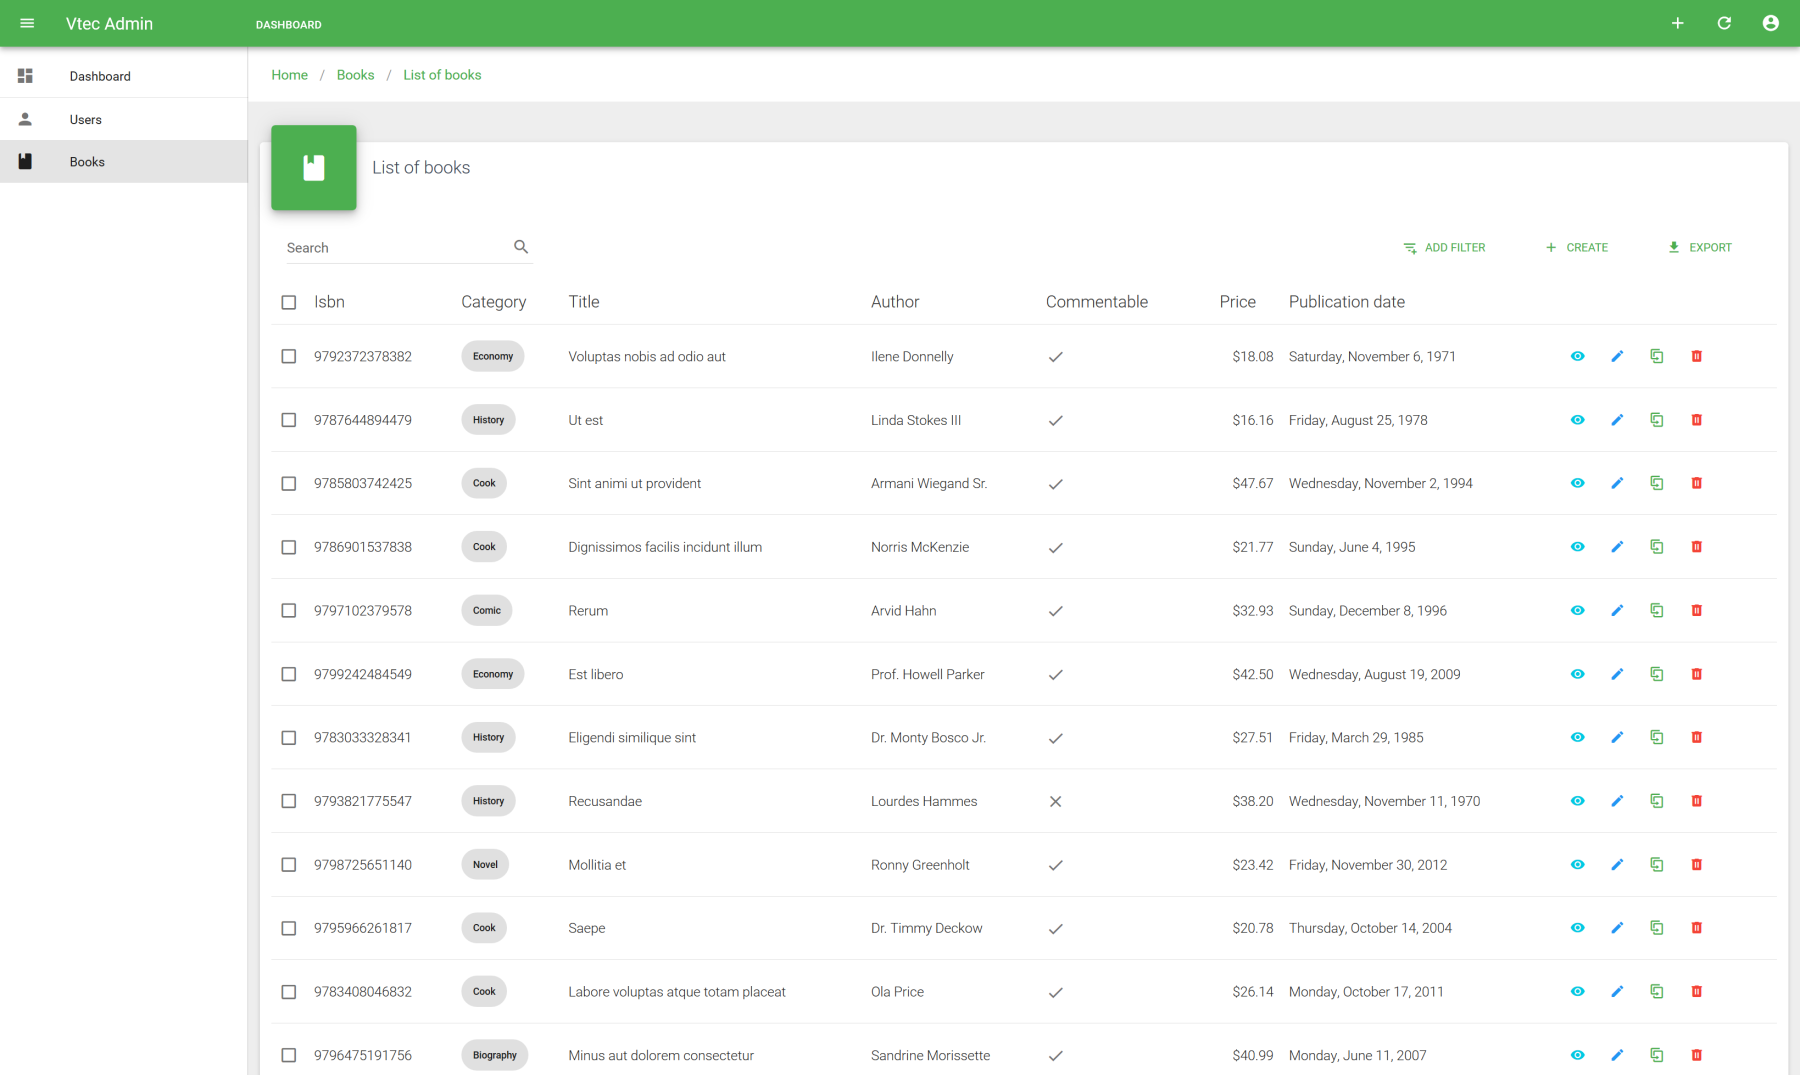 Vtec Admin DASHBOARD
Dashboard
Users
Books
Home / Books / List of books
List of books
Search ADD FILTER CREATE EXPORT
Isbn Category Title Author Commentable Price Publication date
9792372378382 Economy Voluptas nobis ad odio aut Ilene Donnelly $18.08 Saturday, November 6, 1971
9787644894479 History Ut est Linda Stokes III $16.16 Friday, August 25, 1978
9785803742425 Cook Sint animi ut provident Armani Wiegand Sr. $47.67 Wednesday, November 2, 1994
9786901537838 Cook Dignissimos facilis incidunt illum Norris McKenzie $21.77 Sunday, June 4, 1995
9797102379578 Comic Rerum Arvid Hahn $32.93 Sunday, December 8, 1996
9799242484549 Economy Est libero Prof. Howell Parker $42.50 Wednesday, August 19, 2009
9783033328341 History Eligendi similique sint Dr. Monty Bosco Jr. $27.51 Friday, March 29, 1985
9793821775547 History Recusandae Lourdes Hammes $38.20 Wednesday, November 11, 1970
9798725651140 Novel Mollitia et Ronny Greenholt $23.42 Friday, November 30, 2012
9795966261817 Cook Saepe Dr. Timmy Deckow $20.78 Thursday, October 14, 2004
9783408046832 Cook Labore voluptas atque totam placeat Ola Price $26.14 Monday, October 17, 2011
9796475191756 Biography Minus aut dolorem consectetur Sandrine Morissette $40.99 Monday, June 11, 2007